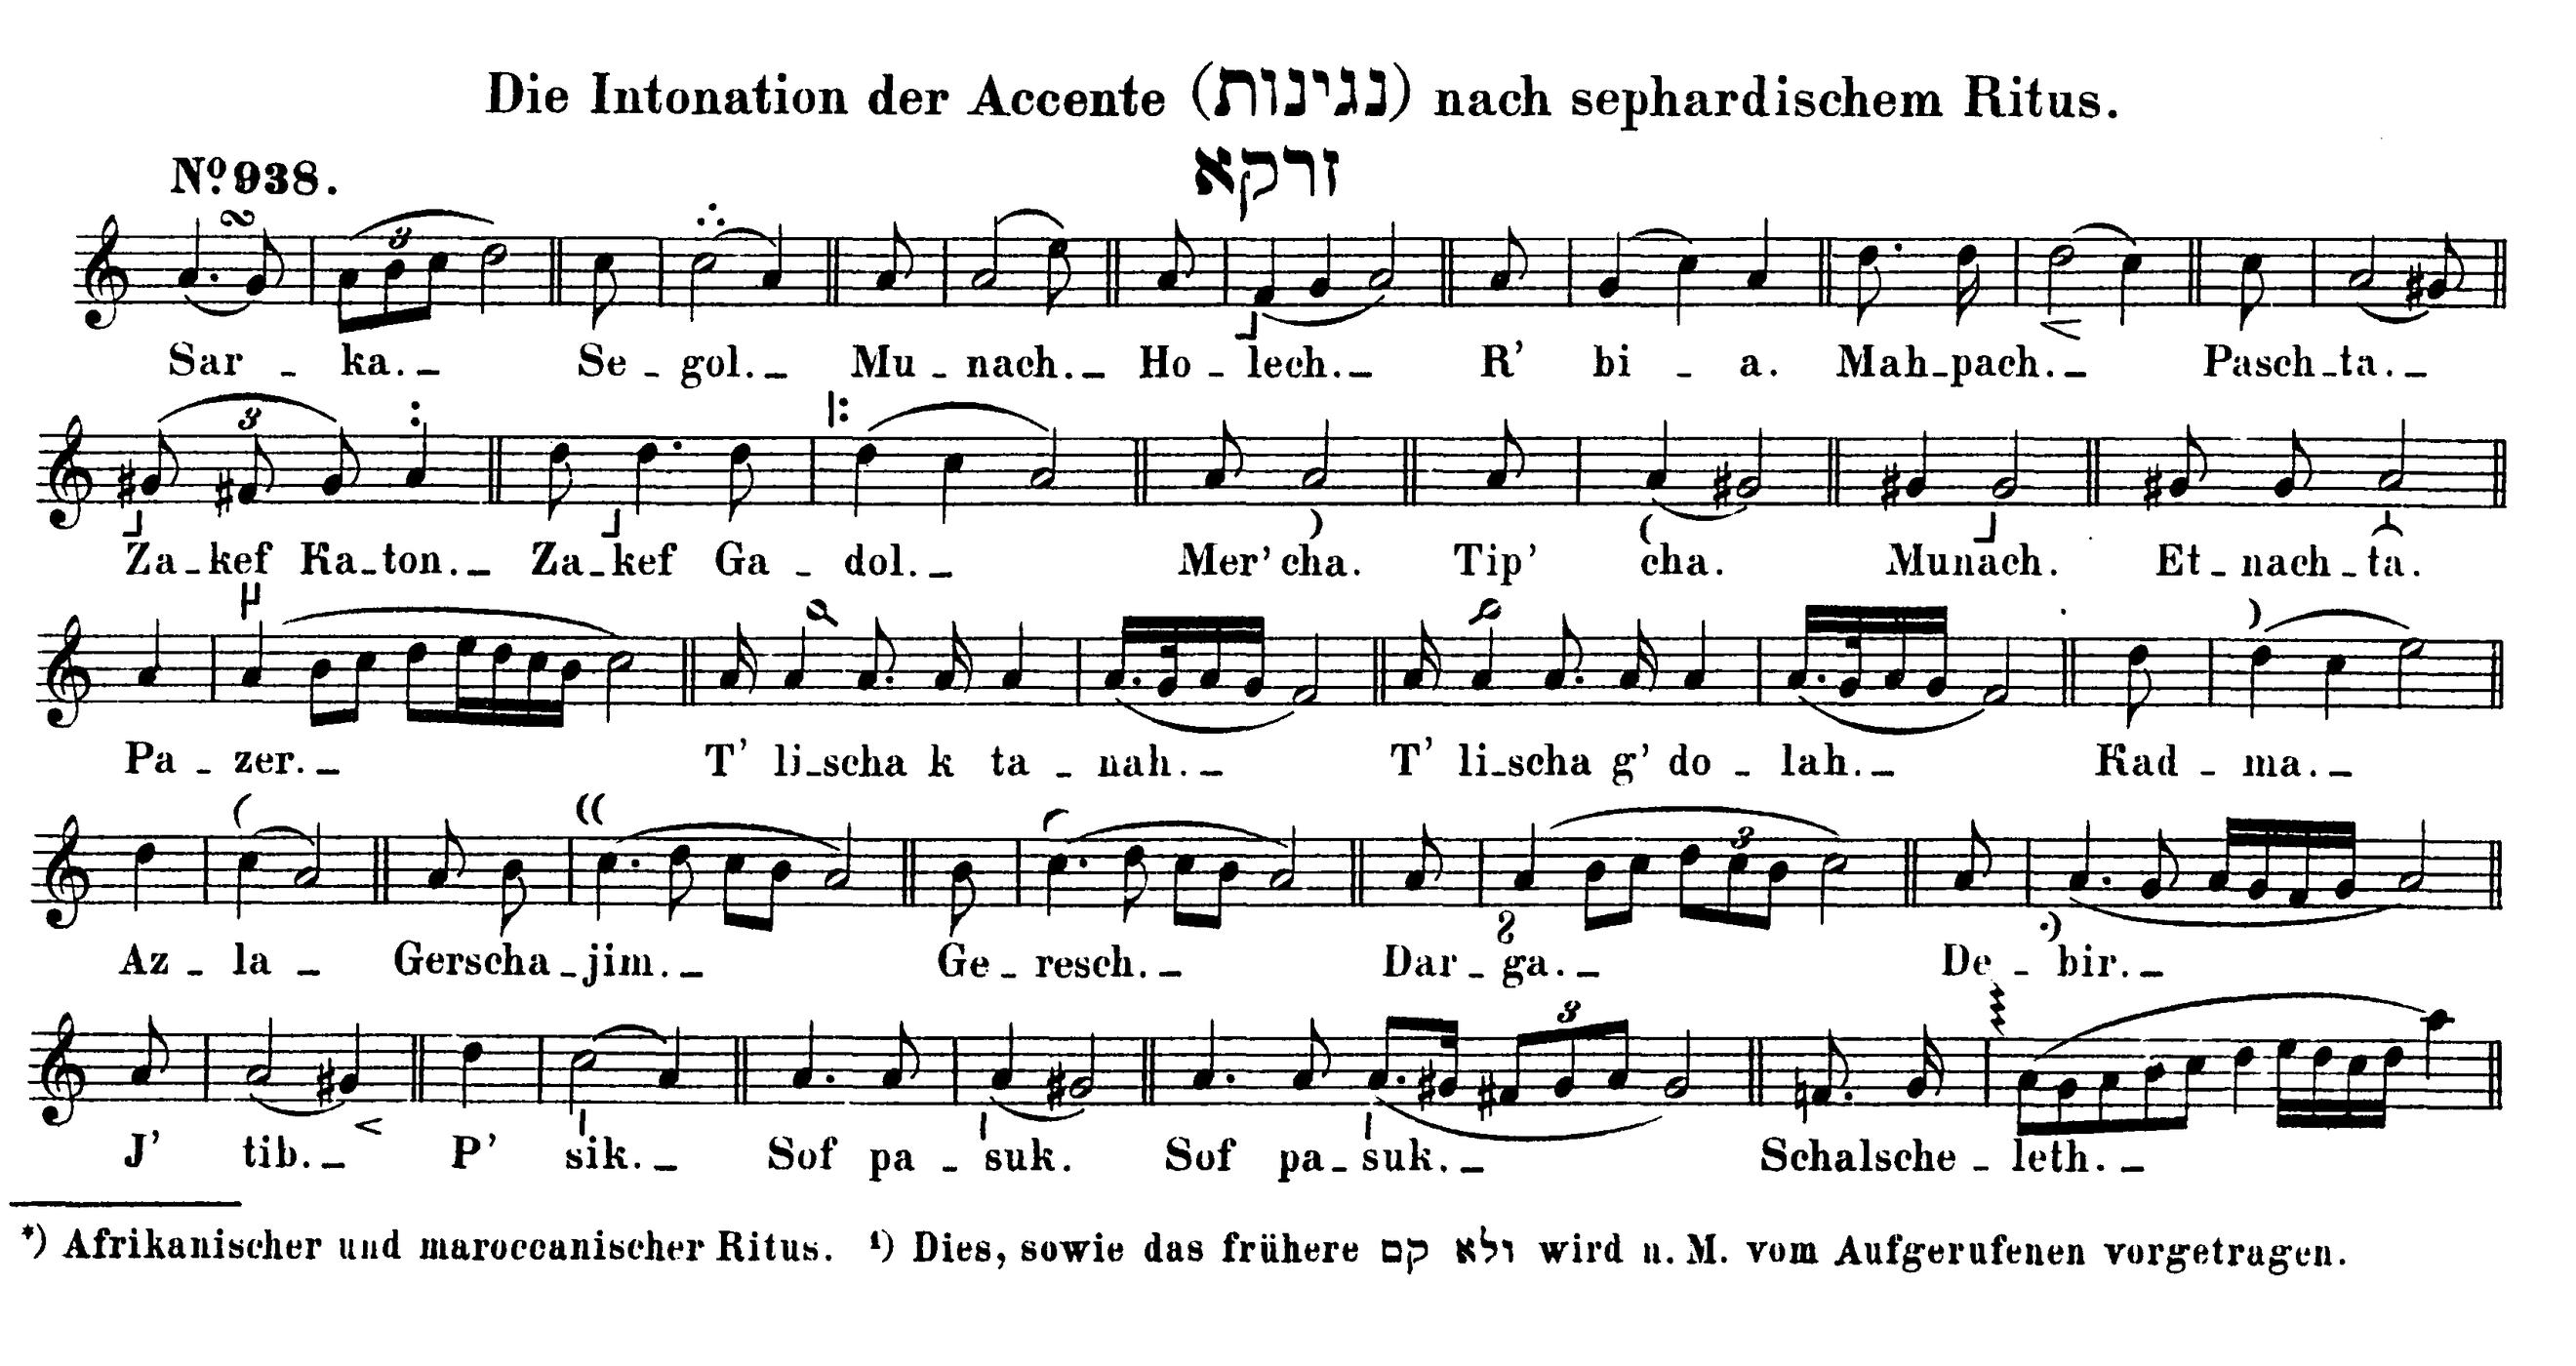 Die Intonation der Accente (נגינות) nach sephardischem Ritus.
Nº 938.
זרקא
Sar - ka. - Se - gol. - Mu - nach. - Ho - lech. - R' bi - a. Mah - pach. - Pasch - ta. -
Za - kef Ka - ton. - Za - kef Ga - dol. - Mer' cha. Tip' cha. Munach. Et - nach - ta.
Pa - zer. - T' li - scha k ta - nah. - T' li - scha g' do - lah. - Kad - ma. -
Az - la - Gerscha - jim. - Ge - resch. - Dar - ga. - De - bir. -
J' tib. - P' sik. - Sof pa - suk. Sof pa - suk. - Schalsche - leth. -
*) Afrikanischer und maroccanischer Ritus. ¹) Dies, sowie das frühere ולא קם wird n. M. vom Aufgerufenen vorgetragen.